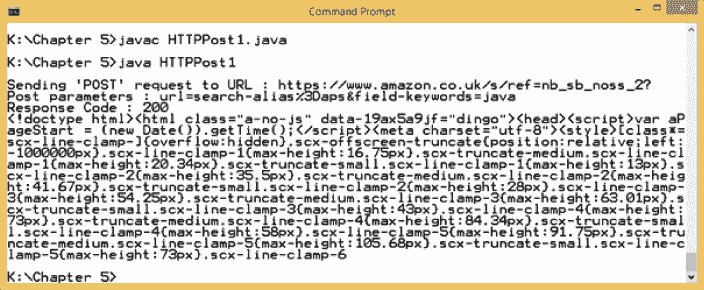 Command Prompt
K:\Chapter 5>javac HTTPPost1.java
K:\Chapter 5>java HTTPPost1
Sending 'POST' request to URL : https://www.amazon.co.uk/s/ref=nb_sb_noss_2?
Post parameters : url=search-alias%3Daps&field-keywords=java
Response Code : 200
<!doctype html><html class="a-no-js" data-19ax5a9jf="dingo"><head><script>var aP
ageStart = (new Date()).getTime();</script><meta charset="utf-8"><style>[class*=
scx-line-clamp-]{overflow:hidden}.scx-offscreen-truncate{position:relative;left:
-1000000px}.scx-line-clamp-1{max-height:16.75px}.scx-truncate-medium.scx-line-cl
amp-1{max-height:20.34px}.scx-truncate-small.scx-line-clamp-1{max-height:13px}.s
cx-line-clamp-2{max-height:35.5px}.scx-truncate-medium.scx-line-clamp-2{max-heig
ht:41.67px}.scx-truncate-small.scx-line-clamp-2{max-height:28px}.scx-line-clamp-
3{max-height:54.25px}.scx-truncate-medium.scx-line-clamp-3{max-height:63.01px}.s
cx-truncate-small.scx-line-clamp-3{max-height:43px}.scx-line-clamp-4{max-height:
73px}.scx-truncate-medium.scx-line-clamp-4{max-height:84.34px}.scx-truncate-smal
l.scx-line-clamp-4{max-height:58px}.scx-line-clamp-5{max-height:91.75px}.scx-tru
ncate-medium.scx-line-clamp-5{max-height:105.68px}.scx-truncate-small.scx-line-c
lamp-5{max-height:73px}.scx-line-clamp-6
K:\Chapter 5>